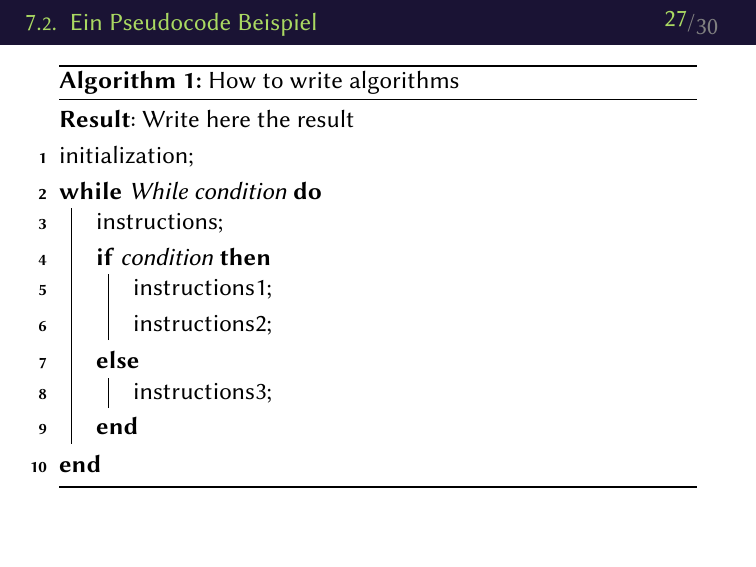 7.2. Ein Pseudocode Beispiel 27/30
Algorithm 1: How to write algorithms
Result: Write here the result
1 initialization;
2 while While condition do
3 instructions;
4 if condition then
5 instructions1;
6 instructions2;
7 else
8 instructions3;
9 end
10 end